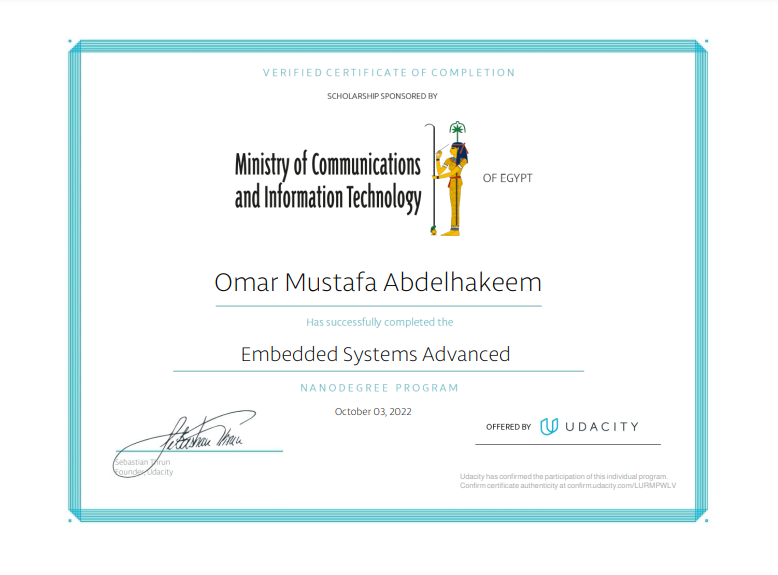 VERIFIED CERTIFICATE OF COMPLETION
SCHOLARSHIP SPONSORED BY
Ministry of Communications
and Information Technology
OF EGYPT
Omar Mustafa Abdelhakeem
Has successfully completed the
Embedded Systems Advanced
NANODEGREE PROGRAM
October 03, 2022
Sebastian Thrun
Sebastian Thrun
Founder, Udacity
OFFERED BY UDACITY
Udacity has confirmed the participation of this individual program.
Confirm certificate authenticity at confirm.udacity.com/LURMPWLV